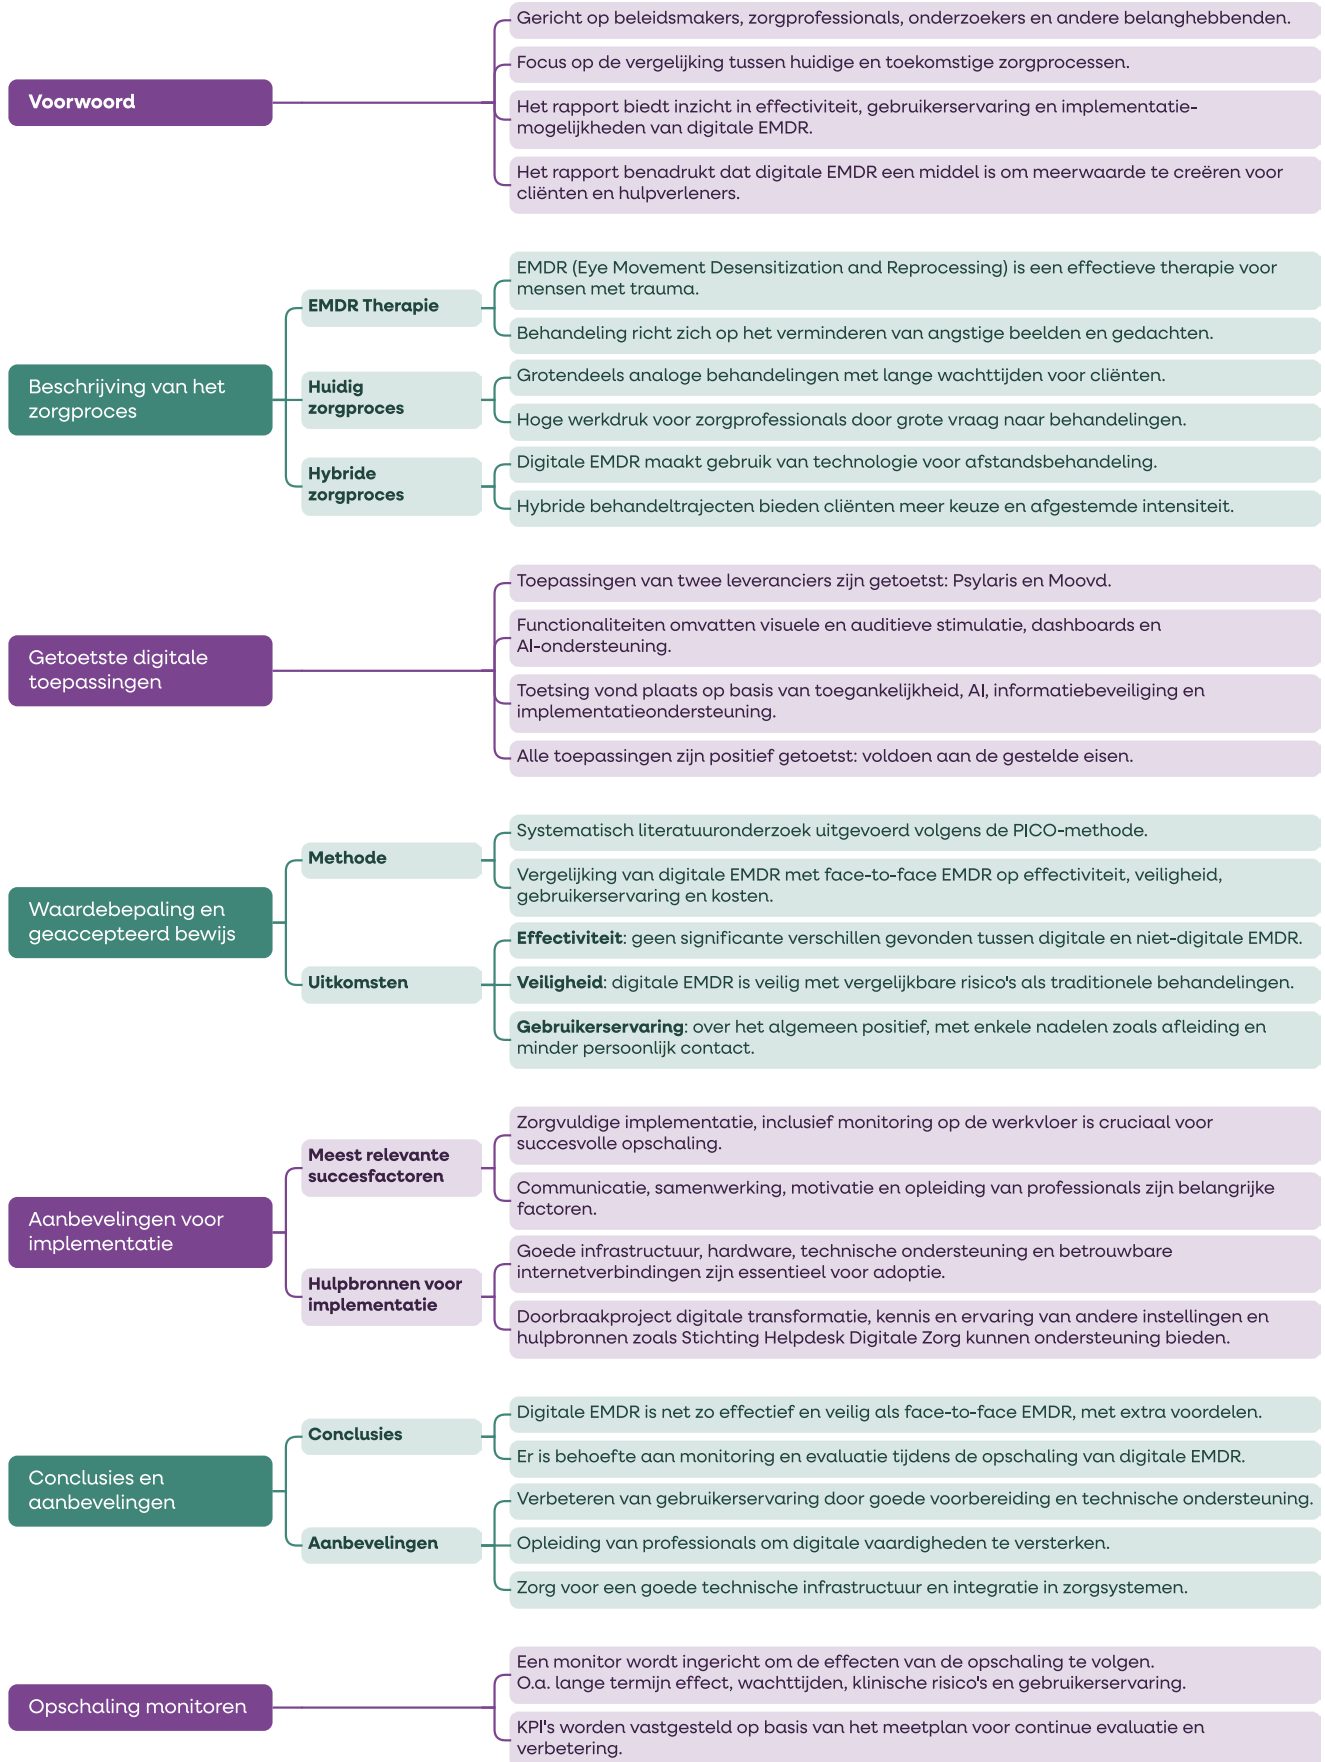 Voorwoord
Gericht op beleidsmakers, zorgprofessionals, onderzoekers en andere belanghebbenden.
Focus op de vergelijking tussen huidige en toekomstige zorgprocessen.
Het rapport biedt inzicht in effectiviteit, gebruikerservaring en implementatie-
mogelijkheden van digitale EMDR.
Het rapport benadrukt dat digitale EMDR een middel is om meerwaarde te creëren voor
cliënten en hulpverleners.
Beschrijving van het
zorgproces
EMDR Therapie
EMDR (Eye Movement Desensitization and Reprocessing) is een effectieve therapie voor
mensen met trauma.
Behandeling richt zich op het verminderen van angstige beelden en gedachten.
Huidig
zorgproces
Grotendeels analoge behandelingen met lange wachttijden voor cliënten.
Hoge werkdruk voor zorgprofessionals door grote vraag naar behandelingen.
Hybride
zorgproces
Digitale EMDR maakt gebruik van technologie voor afstandsbehandeling.
Hybride behandeltrajecten bieden cliënten meer keuze en afgestemde intensiteit.
Getoetste digitale
toepassingen
Toepassingen van twee leveranciers zijn getoetst: Psylaris en Moovd.
Functionaliteiten omvatten visuele en auditieve stimulatie, dashboards en
AI-ondersteuning.
Toetsing vond plaats op basis van toegankelijkheid, AI, informatiebeveiliging en
implementatieondersteuning.
Alle toepassingen zijn positief getoetst: voldoen aan de gestelde eisen.
Waardebepaling en
geaccepteerd bewijs
Methode
Systematisch literatuuronderzoek uitgevoerd volgens de PICO-methode.
Vergelijking van digitale EMDR met face-to-face EMDR op effectiviteit, veiligheid,
gebruikerservaring en kosten.
Uitkomsten
Effectiviteit: geen significante verschillen gevonden tussen digitale en niet-digitale EMDR.
Veiligheid: digitale EMDR is veilig met vergelijkbare risico's als traditionele behandelingen.
Gebruikerservaring: over het algemeen positief, met enkele nadelen zoals afleiding en
minder persoonlijk contact.
Aanbevelingen voor
implementatie
Meest relevante
succesfactoren
Zorgvuldige implementatie, inclusief monitoring op de werkvloer is cruciaal voor
succesvolle opschaling.
Communicatie, samenwerking, motivatie en opleiding van professionals zijn belangrijke
factoren.
Hulpbronnen voor
implementatie
Goede infrastructuur, hardware, technische ondersteuning en betrouwbare
internetverbindingen zijn essentieel voor adoptie.
Doorbraakproject digitale transformatie, kennis en ervaring van andere instellingen en
hulpbronnen zoals Stichting Helpdesk Digitale Zorg kunnen ondersteuning bieden.
Conclusies en
aanbevelingen
Conclusies
Digitale EMDR is net zo effectief en veilig als face-to-face EMDR, met extra voordelen.
Er is behoefte aan monitoring en evaluatie tijdens de opschaling van digitale EMDR.
Aanbevelingen
Verbeteren van gebruikerservaring door goede voorbereiding en technische ondersteuning.
Opleiding van professionals om digitale vaardigheden te versterken.
Zorg voor een goede technische infrastructuur en integratie in zorgsystemen.
Opschaling monitoren
Een monitor wordt ingericht om de effecten van de opschaling te volgen.
O.a. lange termijn effect, wachttijden, klinische risico's en gebruikerservaring.
KPI's worden vastgesteld op basis van het meetplan voor continue evaluatie en
verbetering.